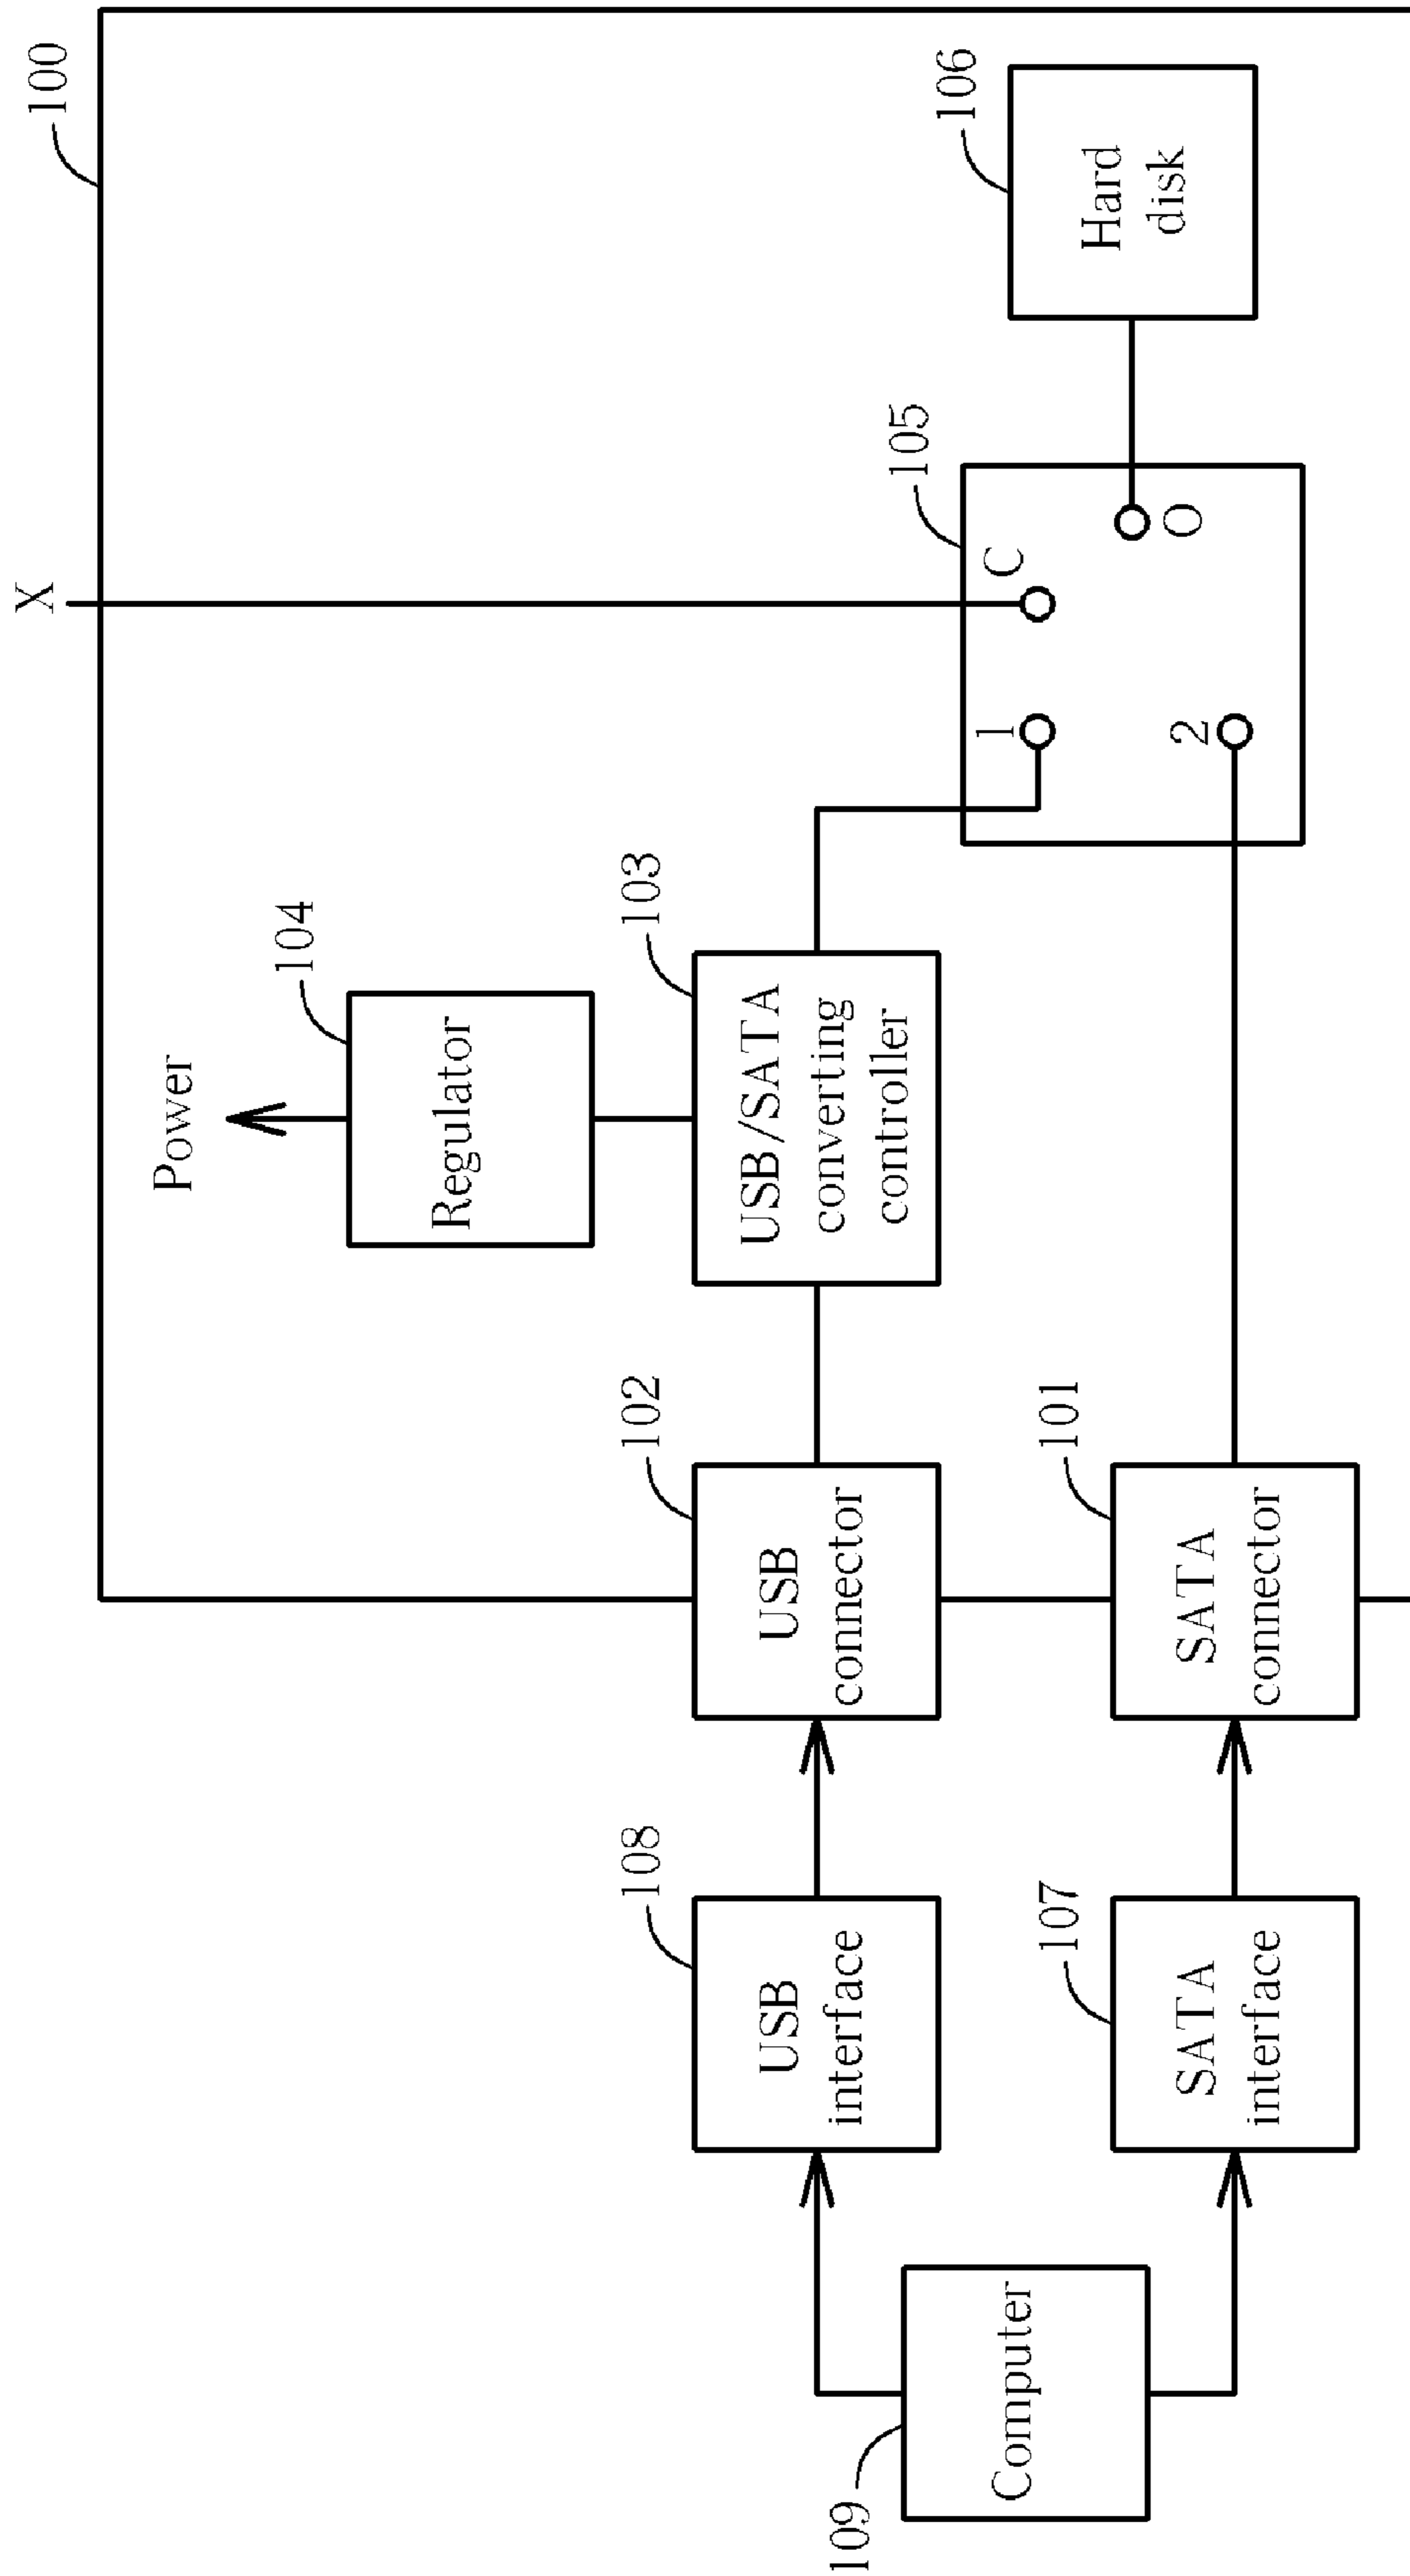 100
X
Power
104
Regulator
106
Hard
disk
105
C
O
1
2
103
USB/SATA
converting
controller
102
USB
connector
101
SATA
connector
108
USB
interface
107
SATA
interface
109
Computer